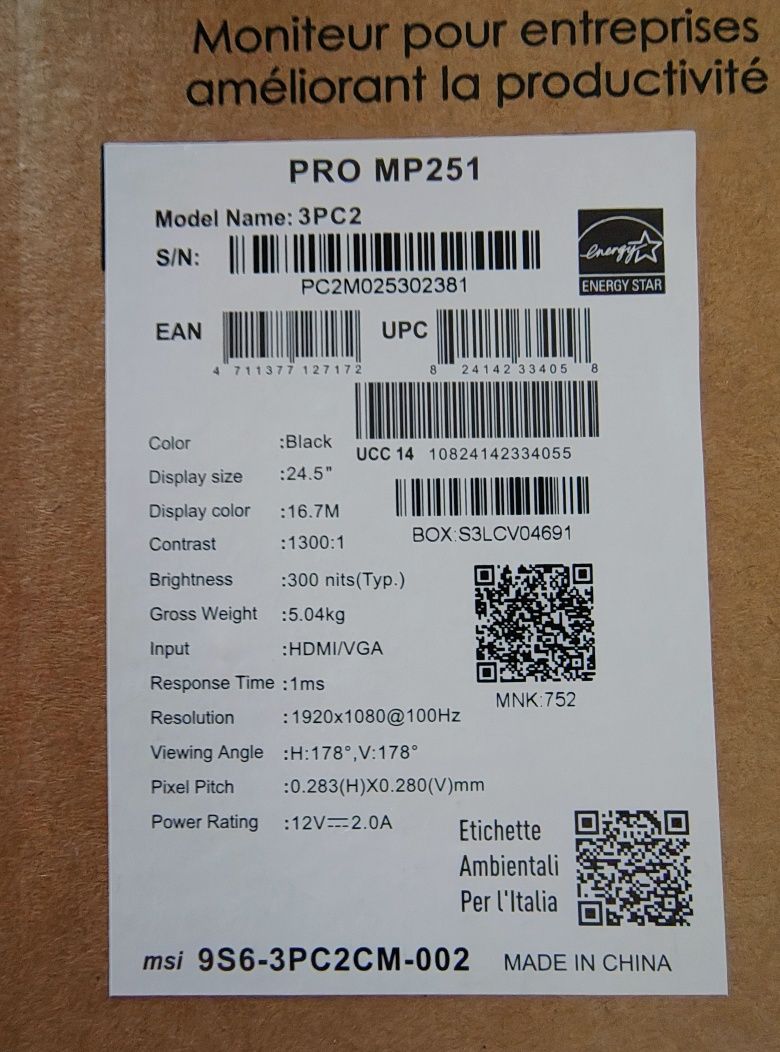 Moniteur pour entreprises
améliorant la productivité
PRO MP251
Model Name: 3PC2
S/N:
PC2M025302381
energy
ENERGY STAR
EAN
4 711377 127172
UPC
8 24142 33405 8
UCC 14 10824142334055
BOX:S3LCV04691
MNK:752
Color :Black
Display size :24.5"
Display color :16.7M
Contrast :1300:1
Brightness :300 nits(Typ.)
Gross Weight :5.04kg
Input :HDMI/VGA
Response Time :1ms
Resolution :1920x1080@100Hz
Viewing Angle :H:178°,V:178°
Pixel Pitch :0.283(H)X0.280(V)mm
Power Rating :12V⎓2.0A
Etichette
Ambientali
Per l'Italia
msi 9S6-3PC2CM-002 MADE IN CHINA